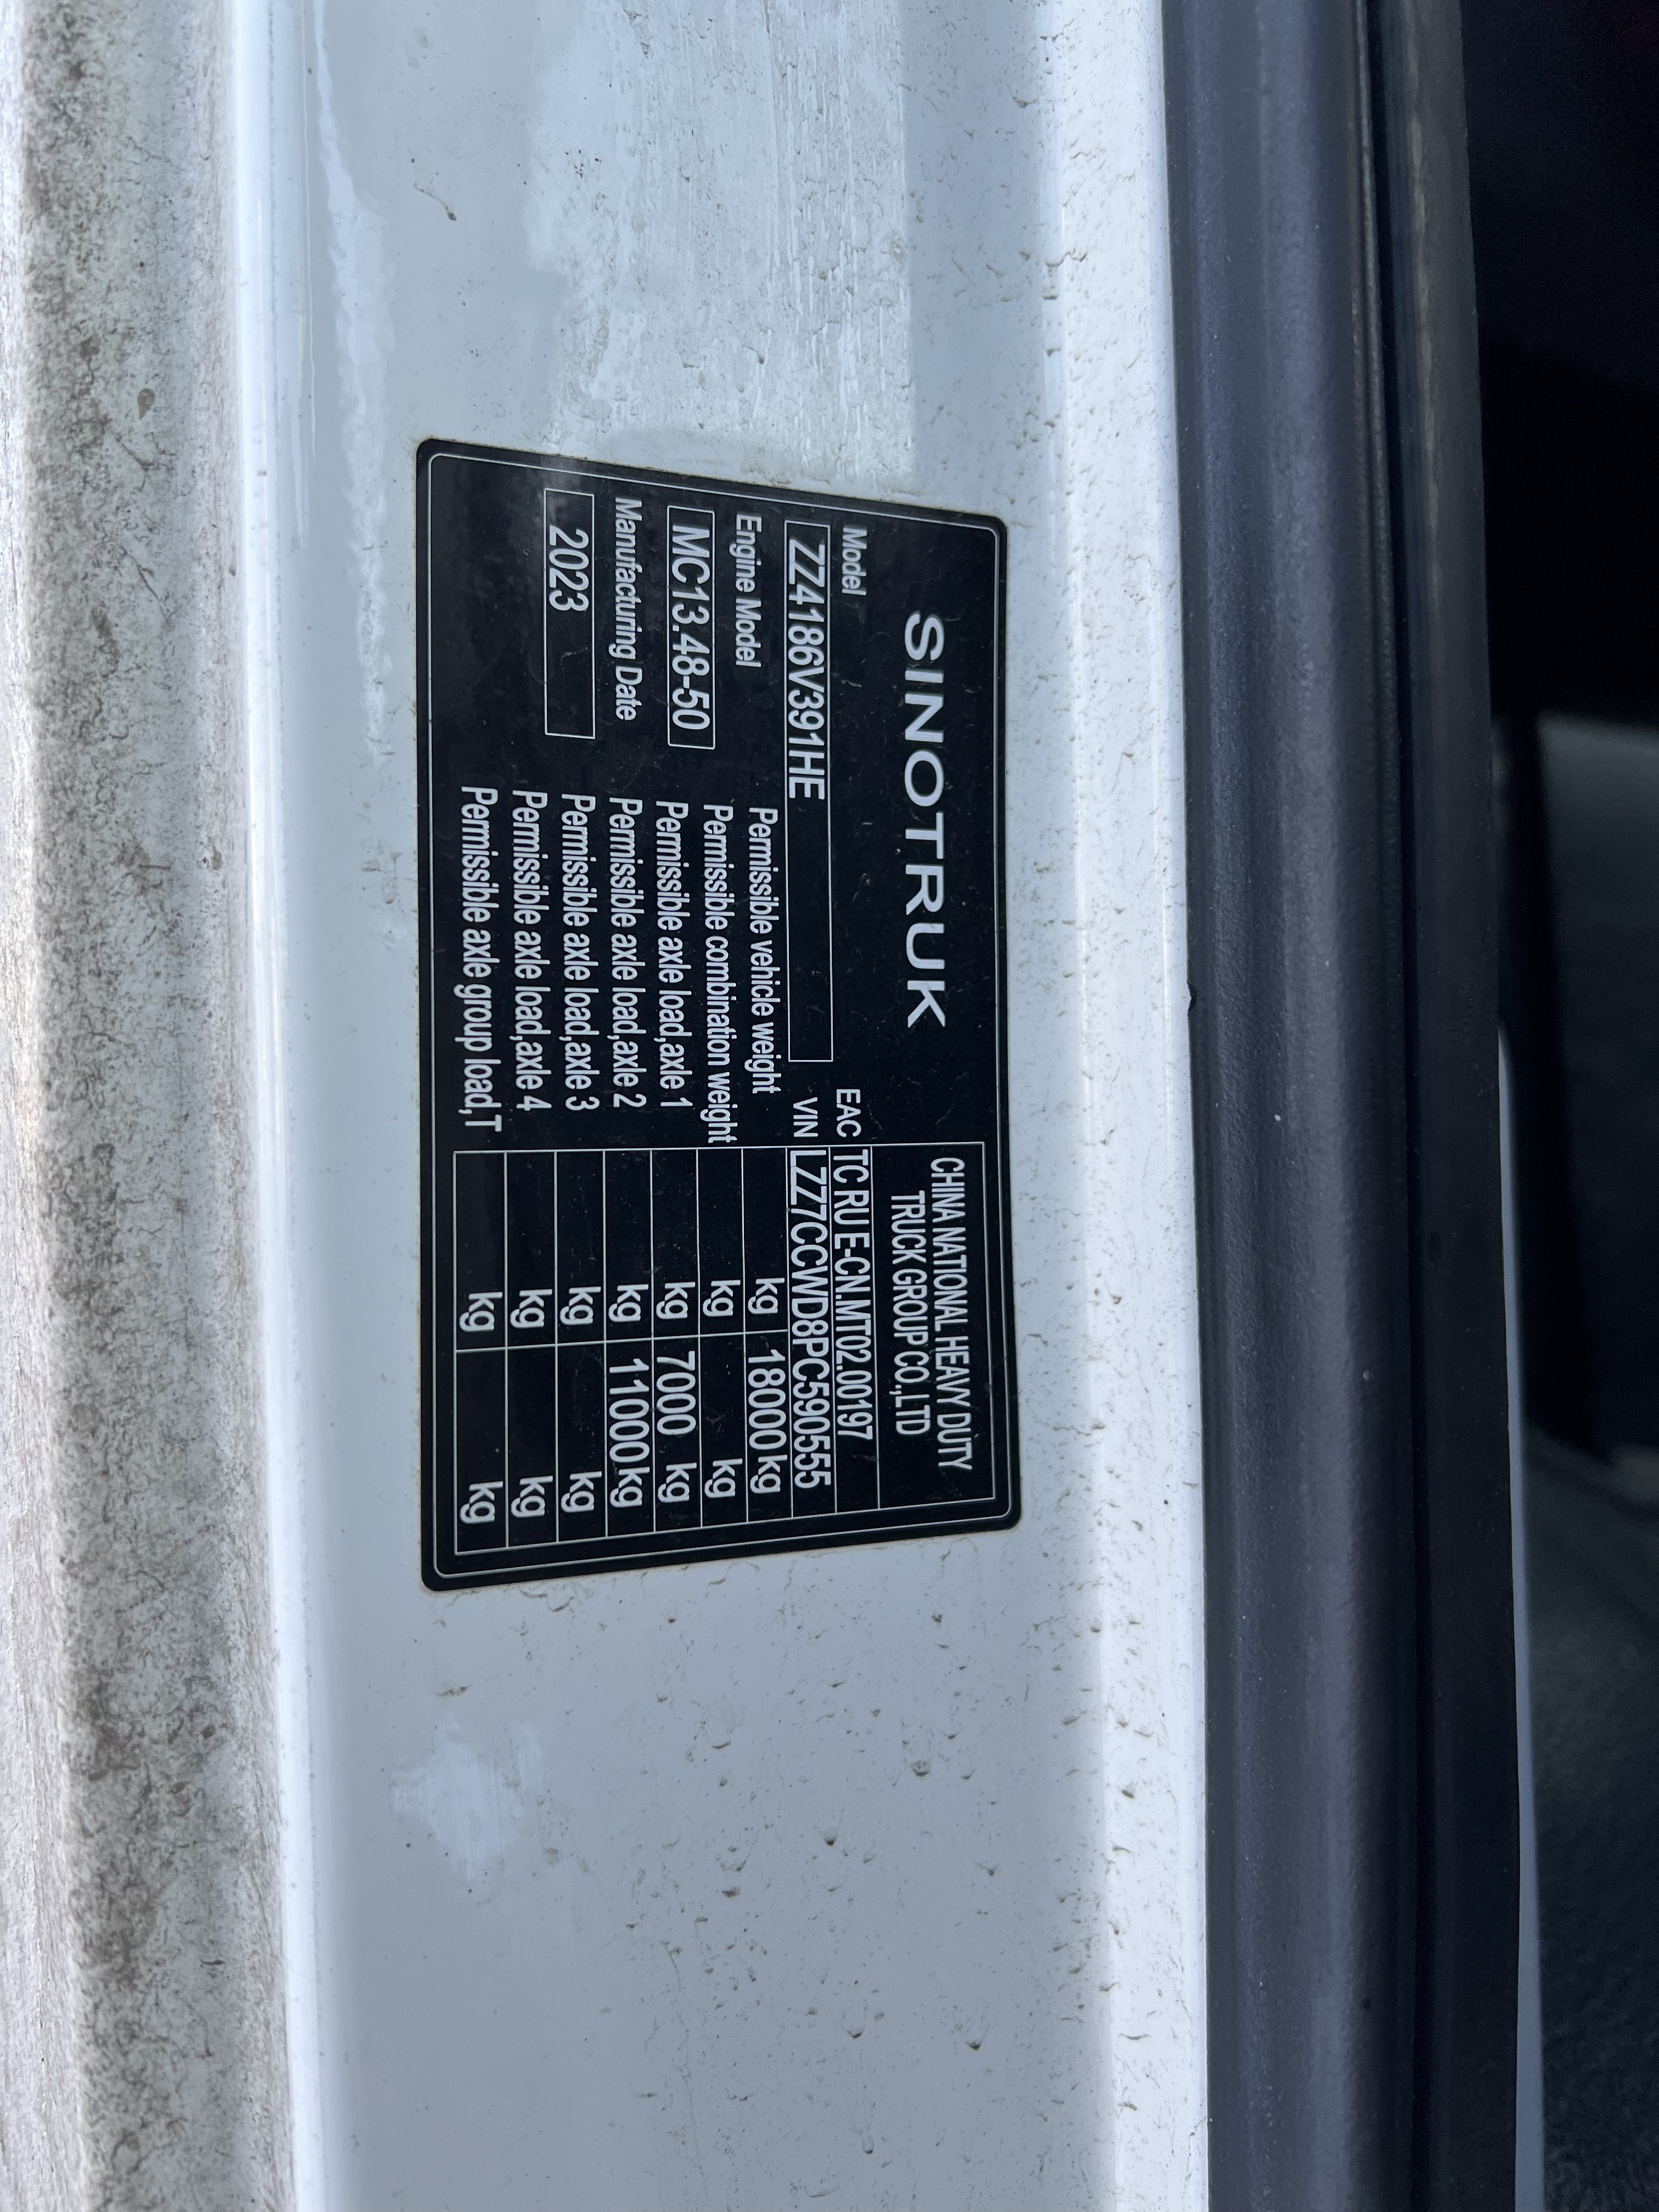 SINOTRUK
CHINA NATIONAL HEAVY DUTY
TRUCK GROUP CO.,LTD
Model
EAC TC RU E-CN.MT02.00197
ZZ4186V391HE
VIN LZZ7CCWD8PC590555
Engine Model
MC13.48-50
Manufacturing Date
2023
Permissible vehicle weight kg 18000 kg
Permissible combination weight kg kg
Permissible axle load,axle 1 kg 7000 kg
Permissible axle load,axle 2 kg 11000 kg
Permissible axle load,axle 3 kg kg
Permissible axle load,axle 4 kg kg
Permissible axle group load,T kg kg